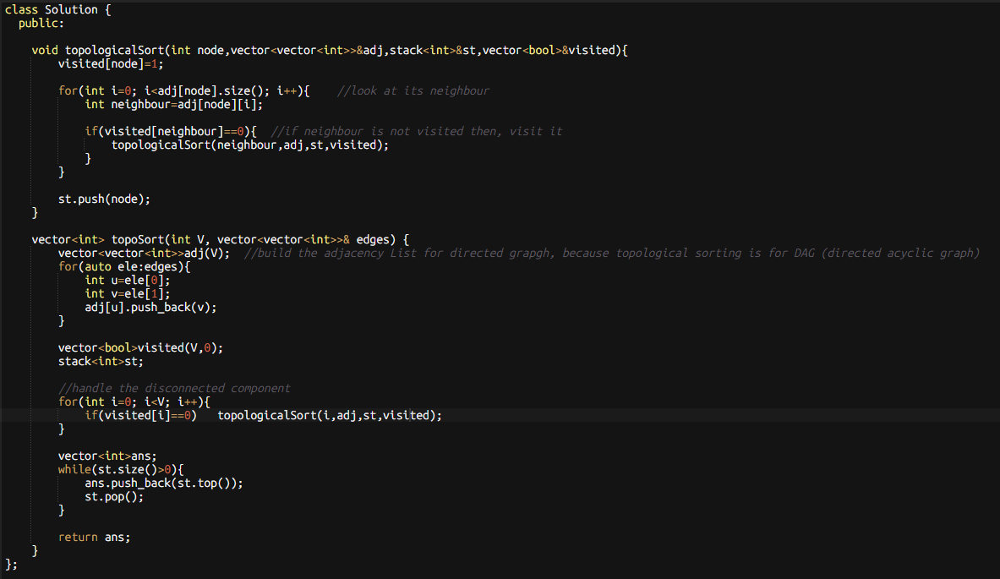 class Solution {
  public:
    void topologicalSort(int node,vector<vector<int>>&adj,stack<int>&st,vector<bool>&visited){
        visited[node]=1;
        for(int i=0; i<adj[node].size(); i++){    //look at its neighbour
            int neighbour=adj[node][i];
            if(visited[neighbour]==0){  //if neighbour is not visited then, visit it
                topologicalSort(neighbour,adj,st,visited);
            }
        }
        st.push(node);
    }
    vector<int> topoSort(int V, vector<vector<int>>& edges) {
        vector<vector<int>>adj(V);  //build the adjacency List for directed grapgh, because topological sorting is for DAG (directed acyclic graph)
        for(auto ele:edges){
            int u=ele[0];
            int v=ele[1];
            adj[u].push_back(v);
        }
        vector<bool>visited(V,0);
        stack<int>st;
        //handle the disconnected component
        for(int i=0; i<V; i++){
            if(visited[i]==0)   topologicalSort(i,adj,st,visited);
        }
        vector<int>ans;
        while(st.size()>0){
            ans.push_back(st.top());
            st.pop();
        }
        return ans;
    }
};